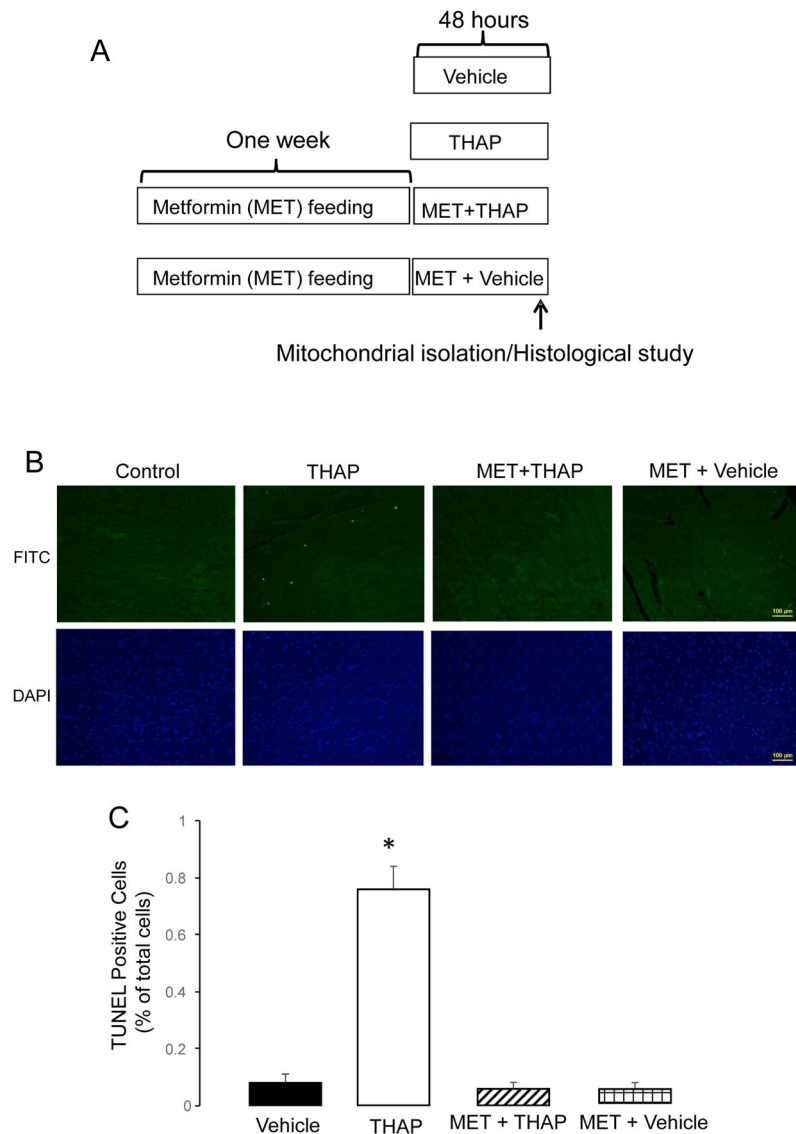 A
48 hours
Vehicle
THAP
One week
Metformin (MET) feeding
MET+THAP
Metformin (MET) feeding
MET + Vehicle
Mitochondrial isolation/Histological study
B
Control
THAP
MET+THAP
MET + Vehicle
FITC
100 µm
DAPI
100 µm
C
TUNEL Positive Cells
(% of total cells)
1
0.8
0.6
0.4
0.2
0
*
Vehicle
THAP
MET + THAP
MET + Vehicle